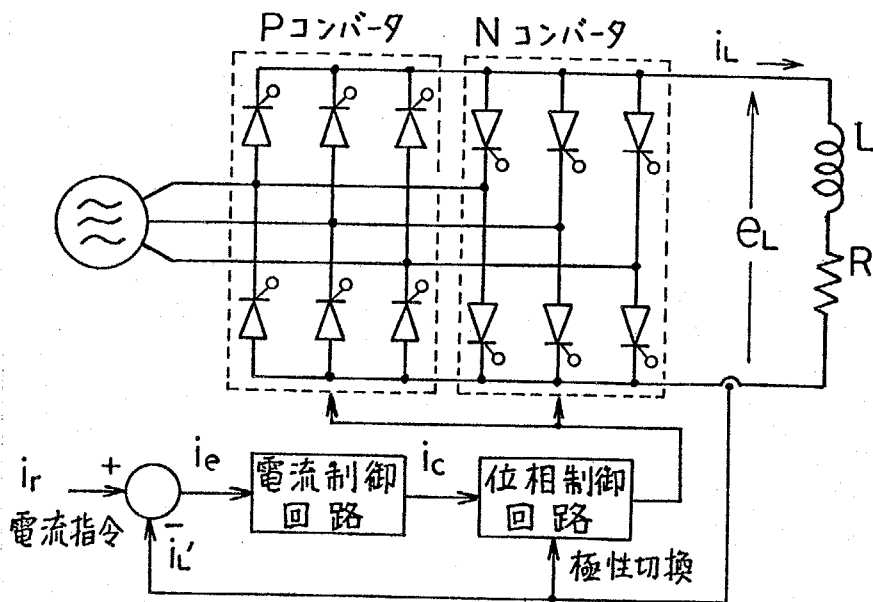 Pコンバータ
Nコンバータ
iL
L
eL
R
ir
+
ie
電流制御
回路
ic
位相制御
回路
電流指令
−
iL'
極性切換